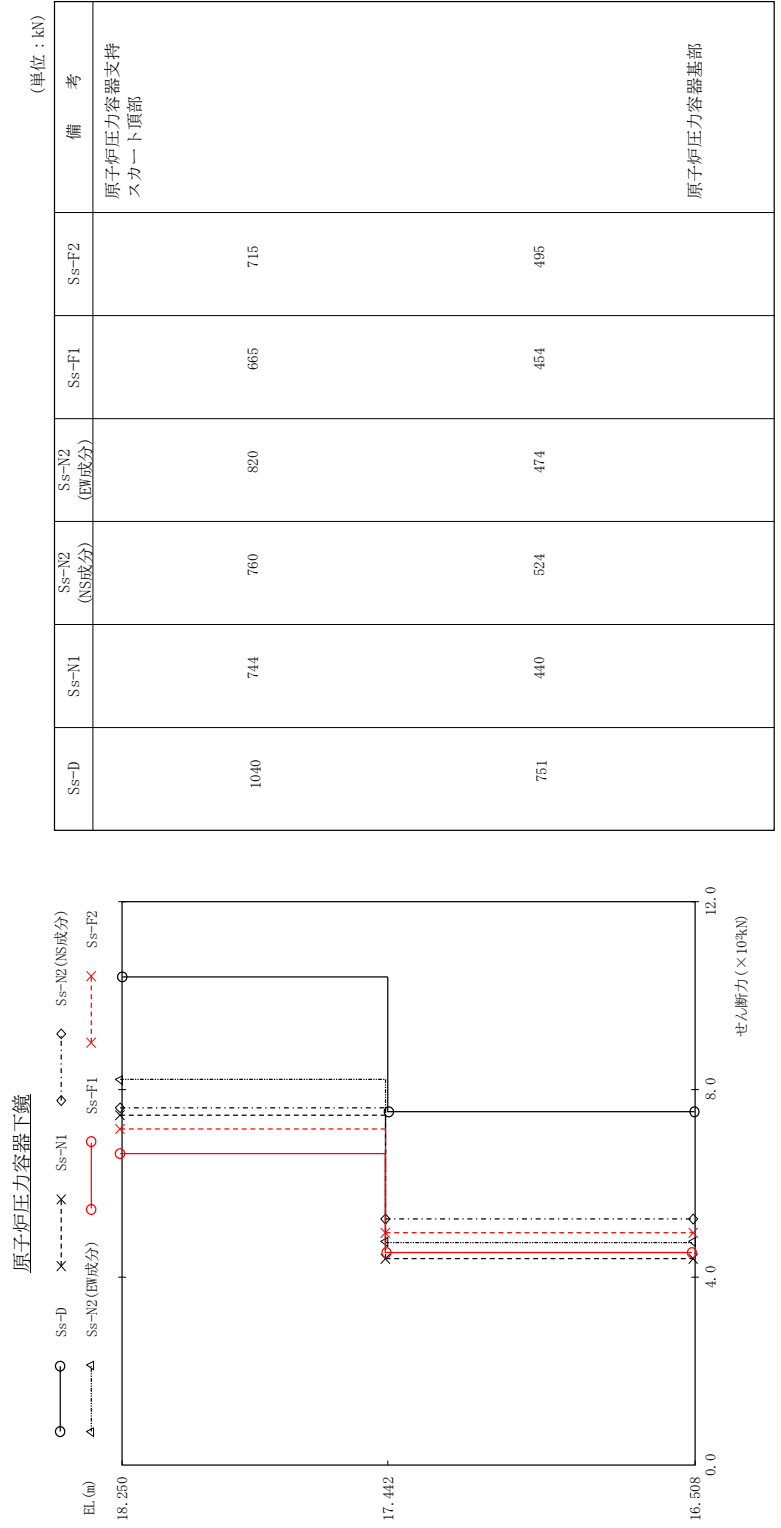 原子炉圧力容器下鏡
Ss-D
Ss-N1
Ss-N2(NS成分)
Ss-N2(EW成分)
Ss-F1
Ss-F2
EL(m)
18.250
17.442
16.508
0.0
4.0
8.0
12.0
せん断力(×10²kN)
(単位：kN)
Ss-D Ss-N1 Ss-N2 (NS成分) Ss-N2 (EW成分) Ss-F1 Ss-F2 備 考
原子炉圧力容器支持
スカート頂部
1040 744 760 820 665 715
751 440 524 474 454 495
原子炉圧力容器基部